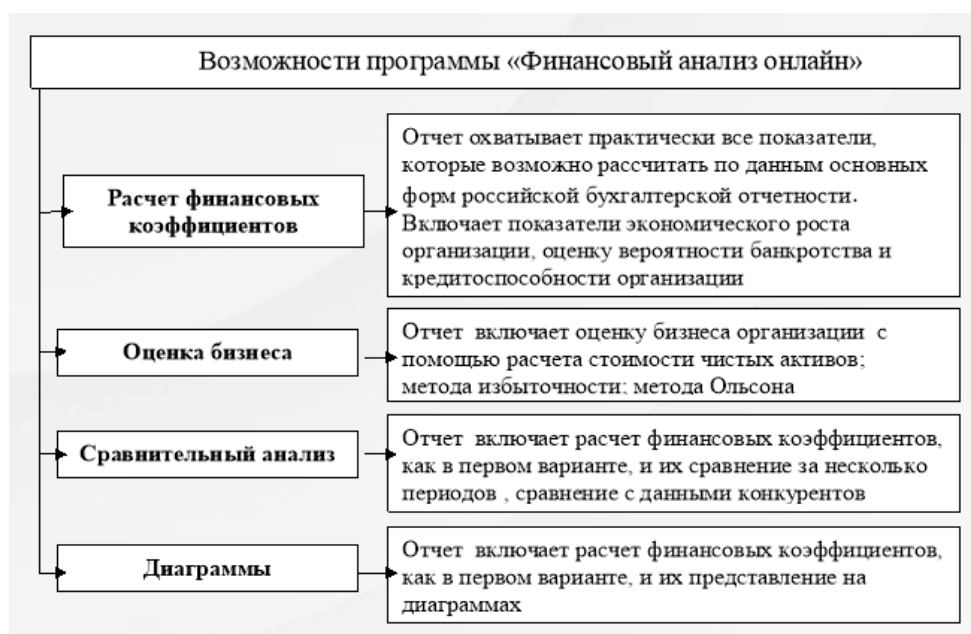 Возможности программы «Финансовый анализ онлайн»
Расчет финансовых
коэффициентов
Отчет охватывает практически все показатели,
которые возможно рассчитать по данным основных
форм российской бухгалтерской отчетности.
Включает показатели экономического роста
организации, оценку вероятности банкротства и
кредитоспособности организации
Оценка бизнеса
Отчет включает оценку бизнеса организации с
помощью расчета стоимости чистых активов;
метода избыточности; метода Ольсона
Сравнительный анализ
Отчет включает расчет финансовых коэффициентов,
как в первом варианте, и их сравнение за несколько
периодов , сравнение с данными конкурентов
Диаграммы
Отчет включает расчет финансовых коэффициентов,
как в первом варианте, и их представление на
диаграммах